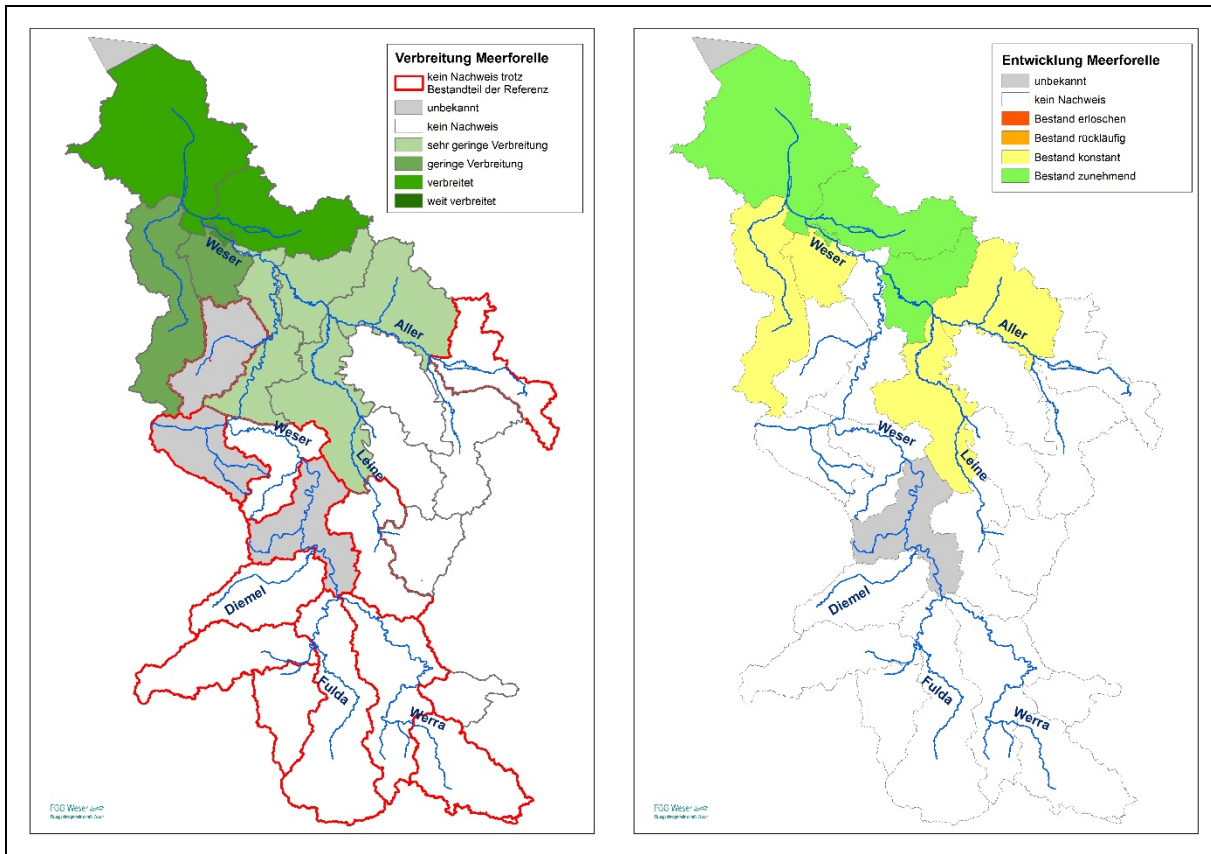 Verbreitung Meerforelle
kein Nachweis trotz
Bestandteil der Referenz
unbekannt
kein Nachweis
sehr geringe Verbreitung
geringe Verbreitung
verbreitet
weit verbreitet
Weser
Aller
Weser
Leine
Diemel
Fulda
Werra
FGG Weser
Entwicklung Meerforelle
unbekannt
kein Nachweis
Bestand erloschen
Bestand rückläufig
Bestand konstant
Bestand zunehmend
Weser
Aller
Weser
Leine
Diemel
Fulda
Werra
FGG Weser